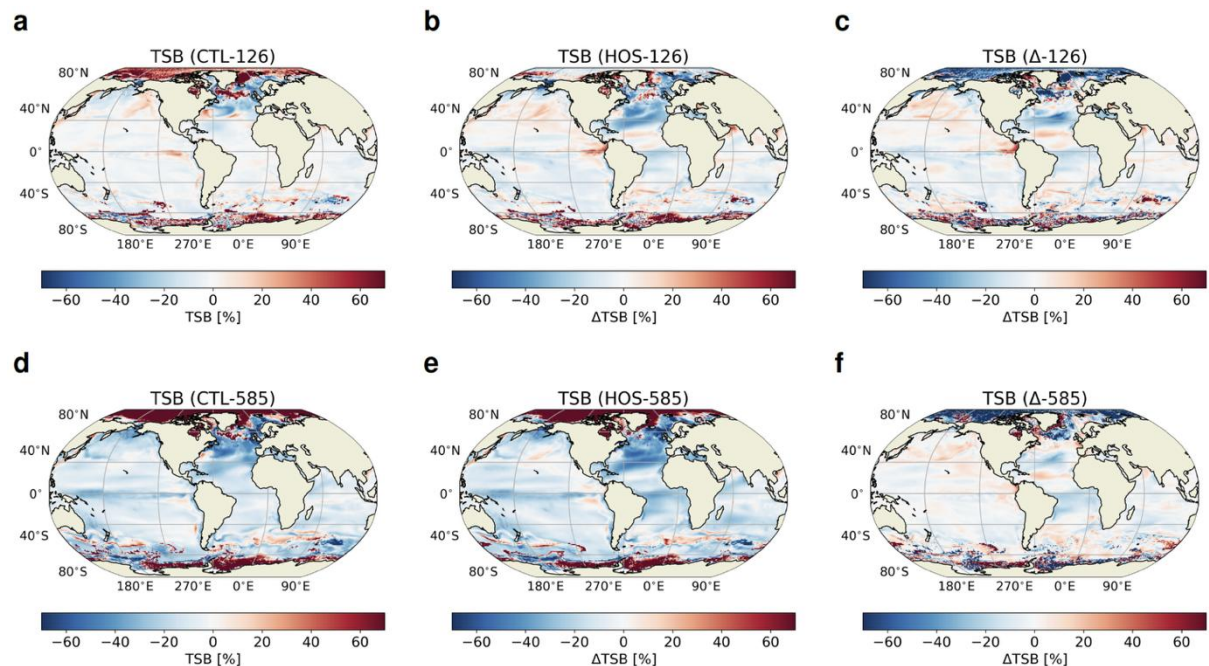 a b c
TSB (CTL-126) TSB (HOS-126) TSB (Δ-126)
80°N 80°N 80°N
40°N 40°N 40°N
0° 0° 0°
40°S 40°S 40°S
80°S 80°S 80°S
180°E 270°E 0°E 90°E 180°E 270°E 0°E 90°E 180°E 270°E 0°E 90°E
−60 −40 −20 0 20 40 60 −60 −40 −20 0 20 40 60 −60 −40 −20 0 20 40 60
TSB [%] ΔTSB [%] ΔTSB [%]
d e f
TSB (CTL-585) TSB (HOS-585) TSB (Δ-585)
80°N 80°N 80°N
40°N 40°N 40°N
0° 0° 0°
40°S 40°S 40°S
80°S 80°S 80°S
180°E 270°E 0°E 90°E 180°E 270°E 0°E 90°E 180°E 270°E 0°E 90°E
−60 −40 −20 0 20 40 60 −60 −40 −20 0 20 40 60 −60 −40 −20 0 20 40 60
TSB [%] ΔTSB [%] ΔTSB [%]